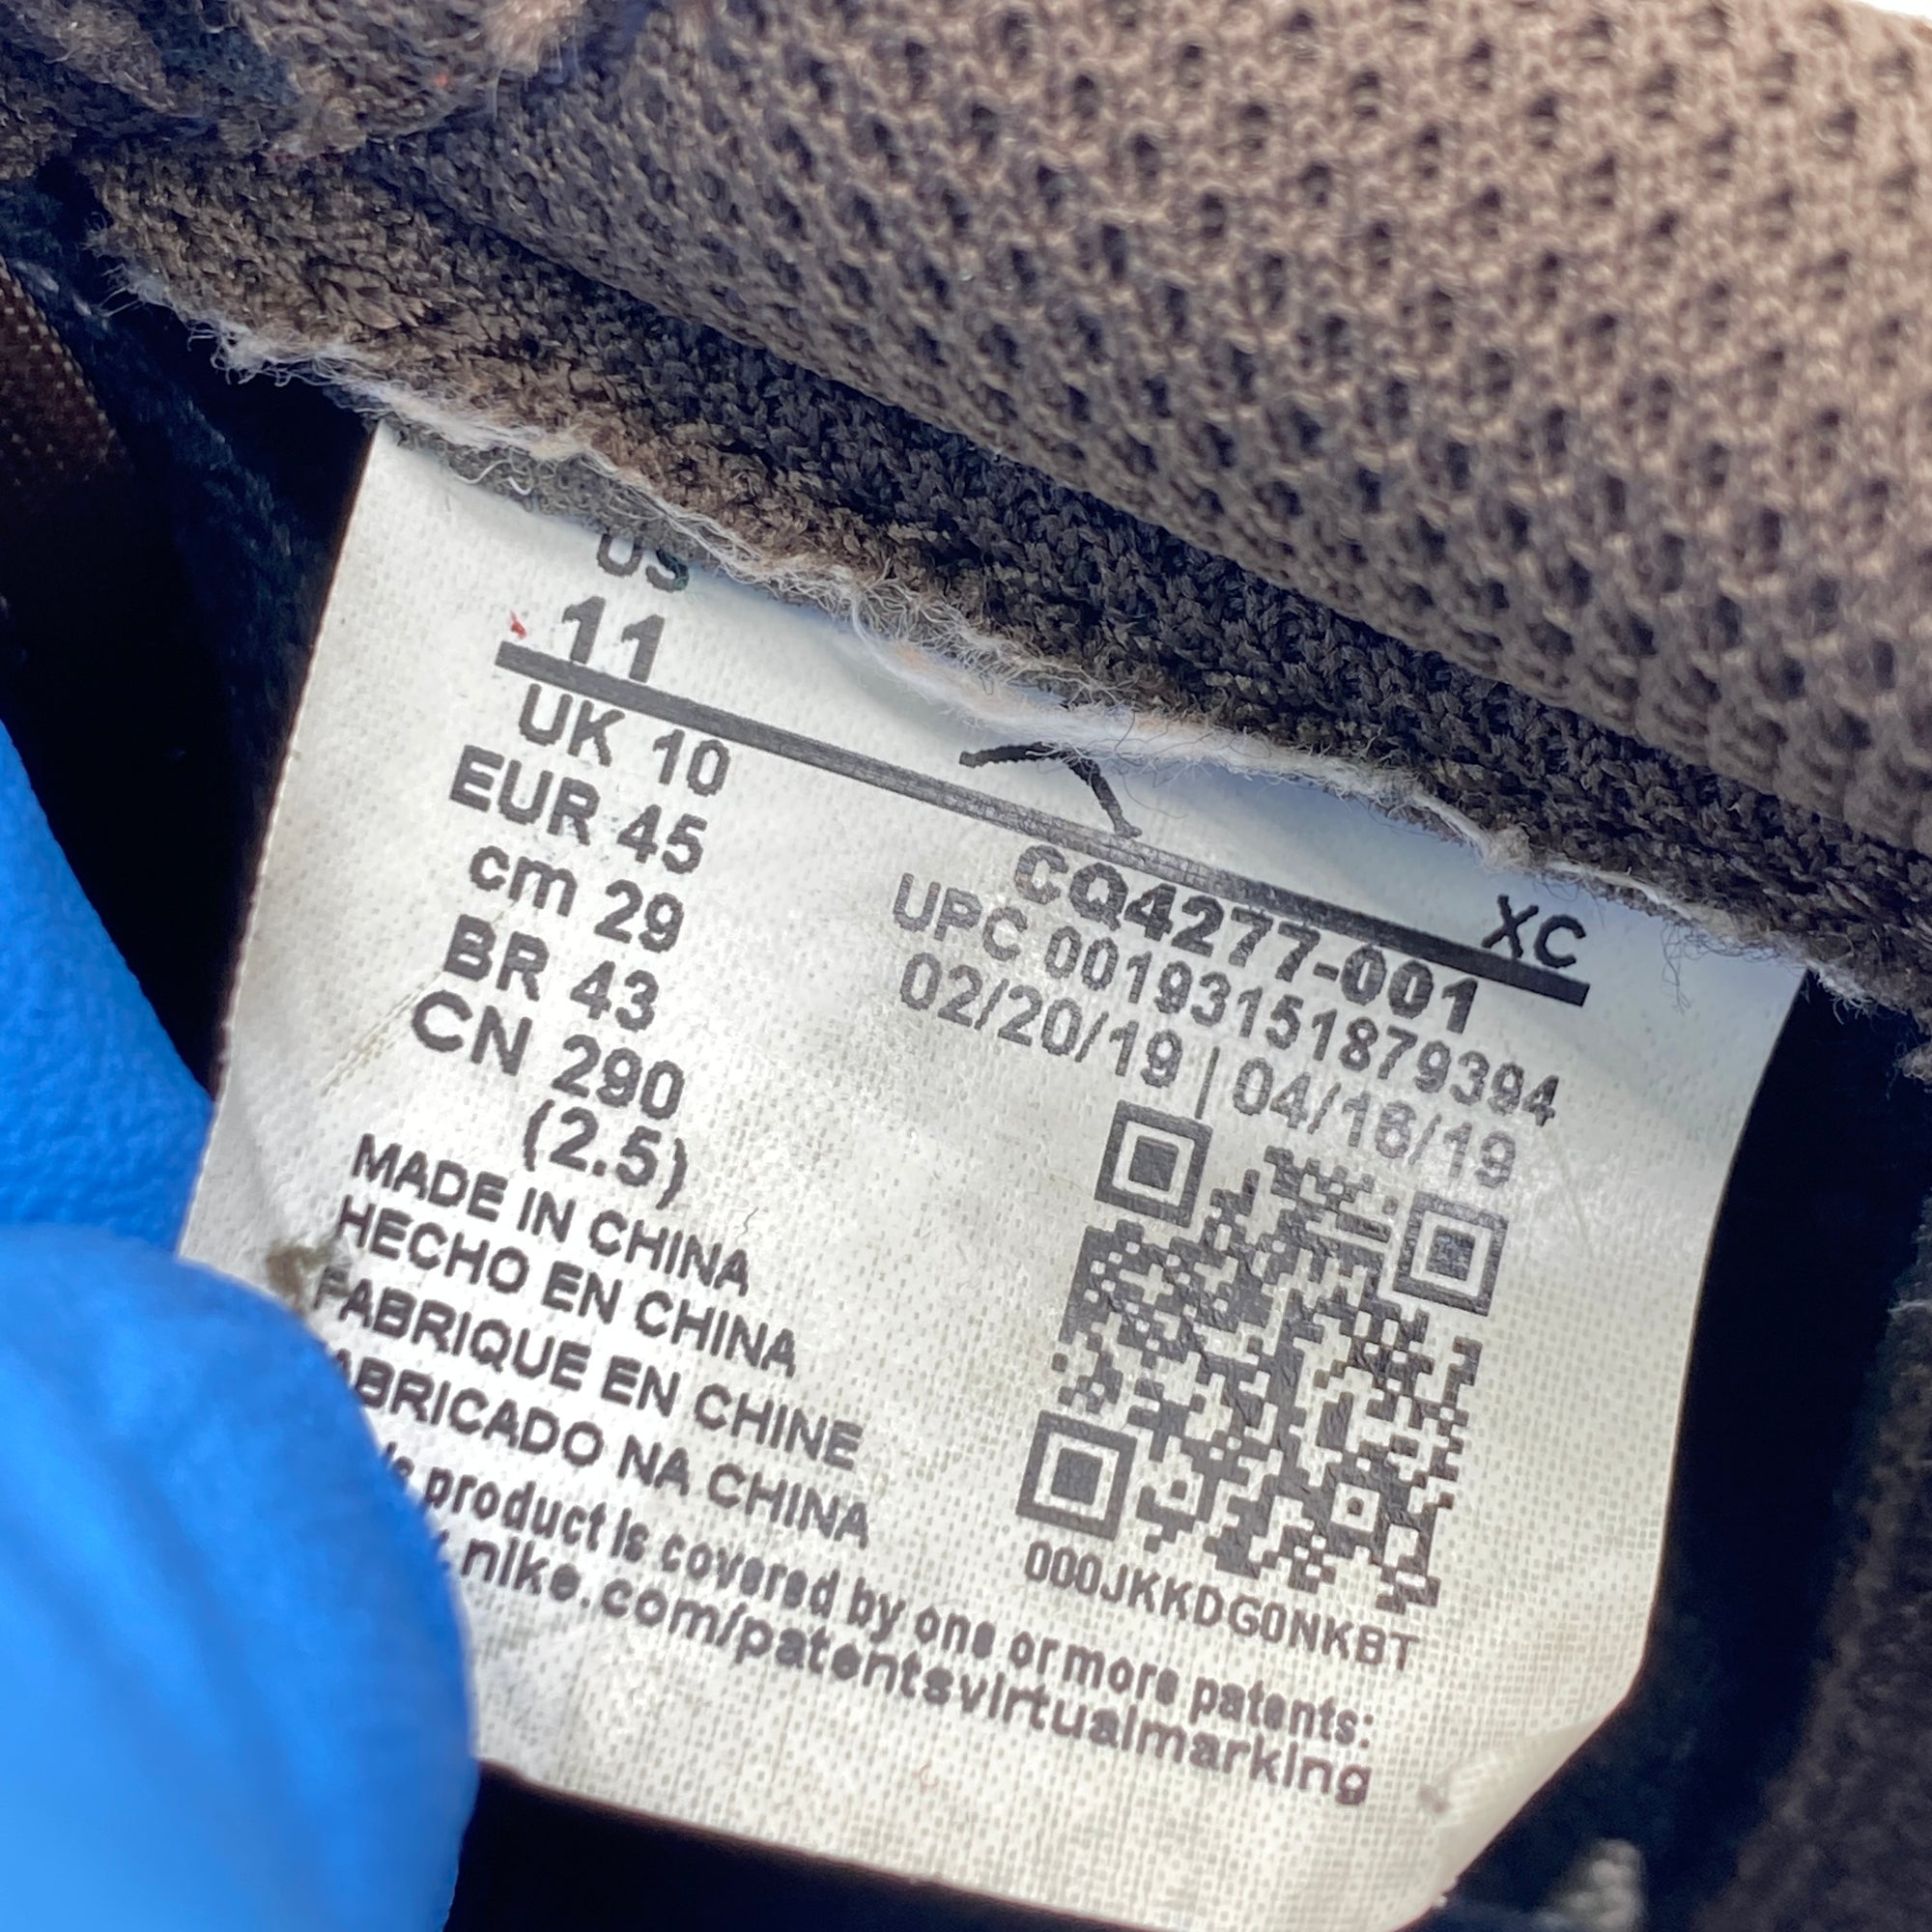 US
11
UK 10
EUR 45
cm 29
BR 43
CN 290
(2.5)
MADE IN CHINA
HECHO EN CHINA
FABRIQUE EN CHINE
FABRICADO NA CHINA
XC
CQ4277-001
UPC 00193151879394
02/20/19 | 04/16/19
000JKKDG0NKBT
product is covered by one or more patents:
nike.com/patentsvirtualmarking